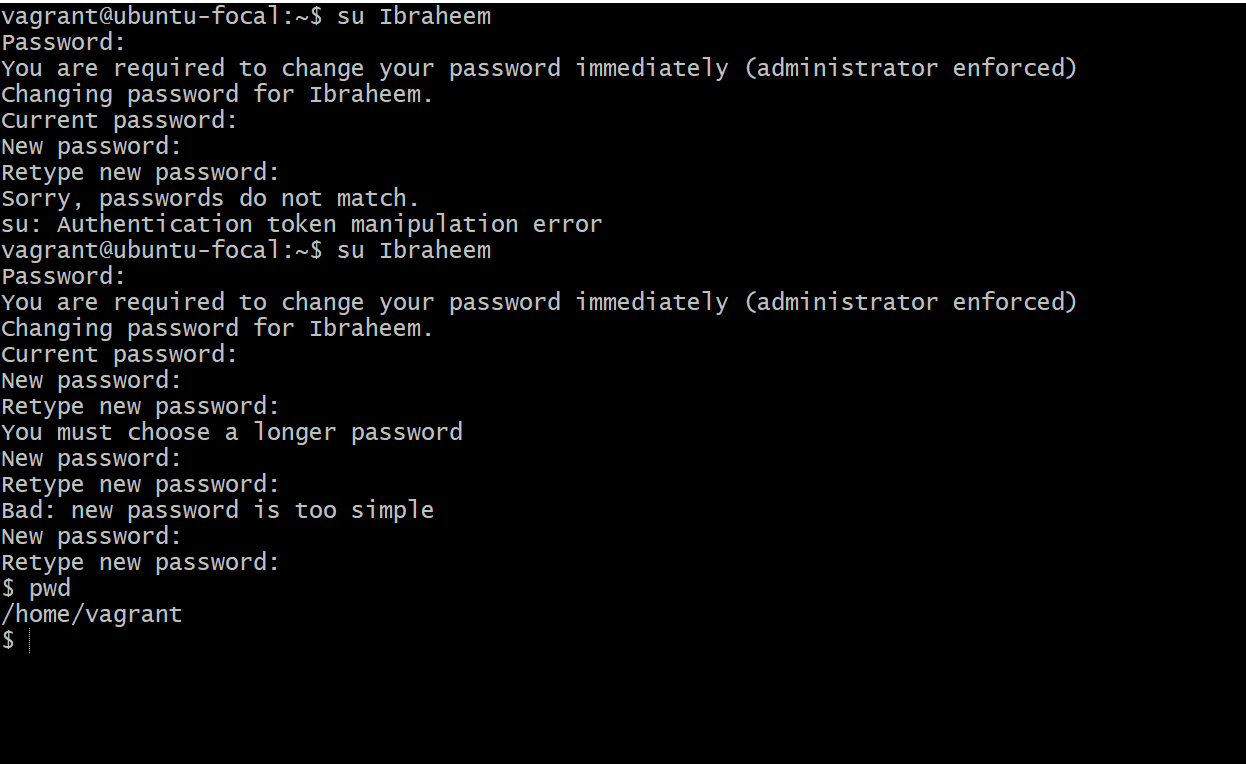 vagrant@ubuntu-focal:~$ su Ibraheem
Password:
You are required to change your password immediately (administrator enforced)
Changing password for Ibraheem.
Current password:
New password:
Retype new password:
Sorry, passwords do not match.
su: Authentication token manipulation error
vagrant@ubuntu-focal:~$ su Ibraheem
Password:
You are required to change your password immediately (administrator enforced)
Changing password for Ibraheem.
Current password:
New password:
Retype new password:
You must choose a longer password
New password:
Retype new password:
Bad: new password is too simple
New password:
Retype new password:
$ pwd
/home/vagrant
$